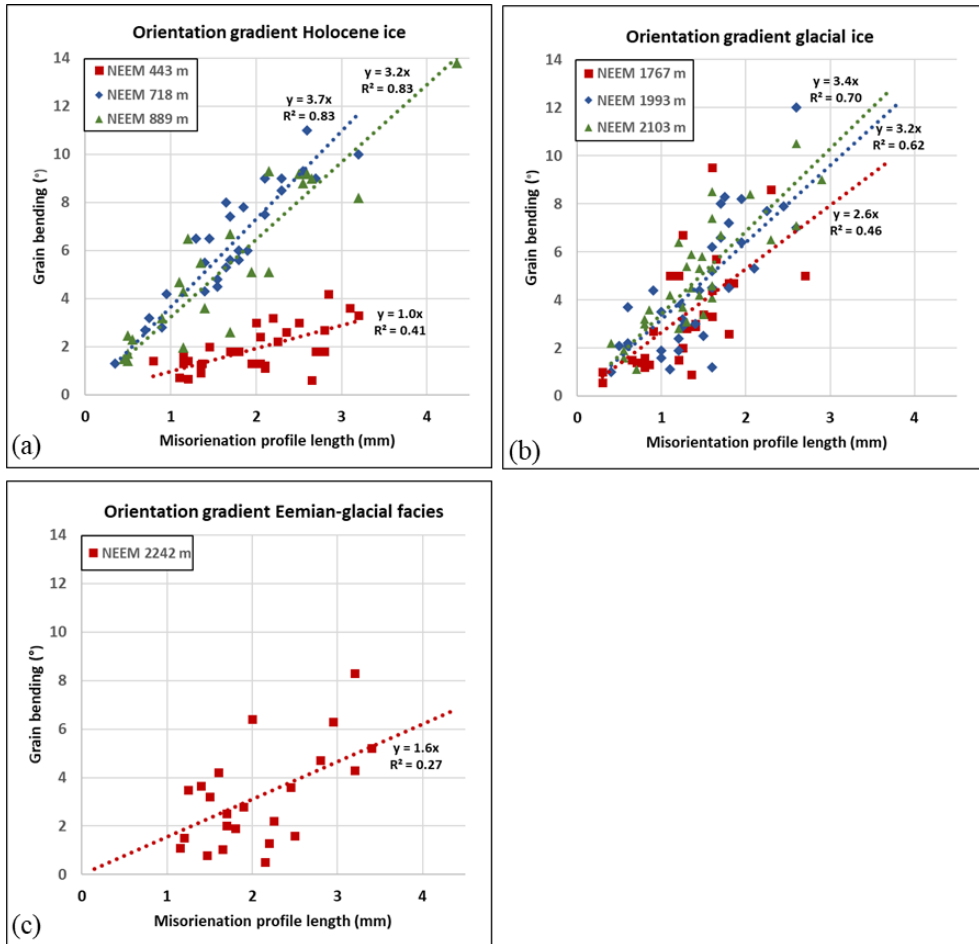 Orientation gradient Holocene ice
NEEM 443 m
NEEM 718 m
NEEM 889 m
y = 3.7x
R² = 0.83
y = 3.2x
R² = 0.83
y = 1.0x
R² = 0.41
Grain bending (°)
14
12
10
8
6
4
2
0
0 1 2 3 4
Misorienation profile length (mm)
(a)
Orientation gradient glacial ice
NEEM 1767 m
NEEM 1993 m
NEEM 2103 m
y = 3.4x
R² = 0.70
y = 3.2x
R² = 0.62
y = 2.6x
R² = 0.46
Grain bending (°)
14
12
10
8
6
4
2
0
0 1 2 3 4
Misorienation profile length (mm)
(b)
Orientation gradient Eemian-glacial facies
NEEM 2242 m
y = 1.6x
R² = 0.27
Grain bending (°)
14
12
10
8
6
4
2
0
0 1 2 3 4
Misorienation profile length (mm)
(c)